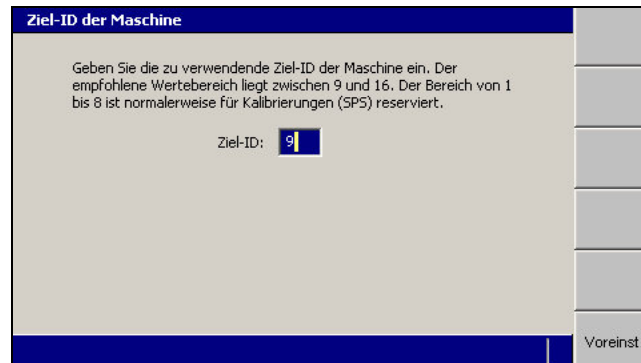 Ziel-ID der Maschine
Geben Sie die zu verwendende Ziel-ID der Maschine ein. Der
empfohlene Wertebereich liegt zwischen 9 und 16. Der Bereich von 1
bis 8 ist normalerweise für Kalibrierungen (SPS) reserviert.
Ziel-ID: 9
Voreinst